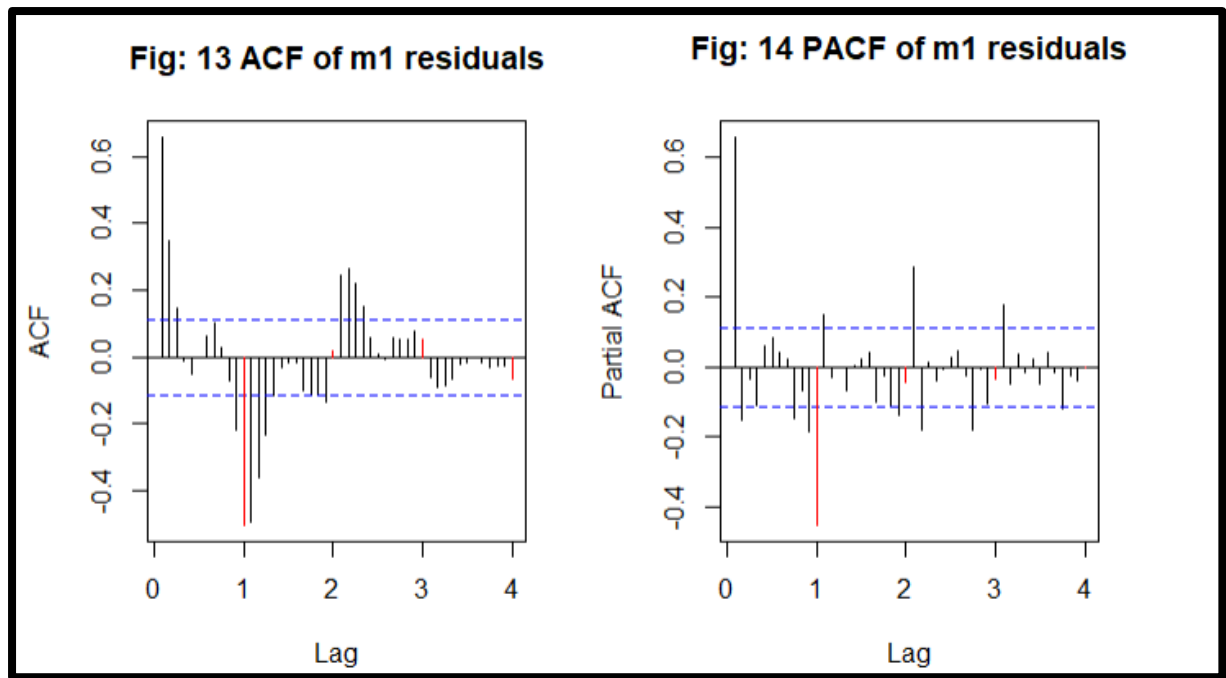 Fig: 13 ACF of m1 residuals
ACF
0.6
0.4
0.2
0.0
-0.2
-0.4
0 1 2 3 4
Lag
Fig: 14 PACF of m1 residuals
Partial ACF
0.6
0.4
0.2
0.0
-0.2
-0.4
0 1 2 3 4
Lag